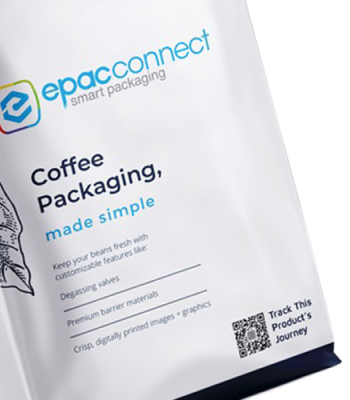 epacconnect
smart packaging
Coffee
Packaging,
made simple
Keep your beans fresh with
customizable features like:
Degassing valves
Premium barrier materials
Crisp, digitally printed images + graphics
Track This
Product's
Journey